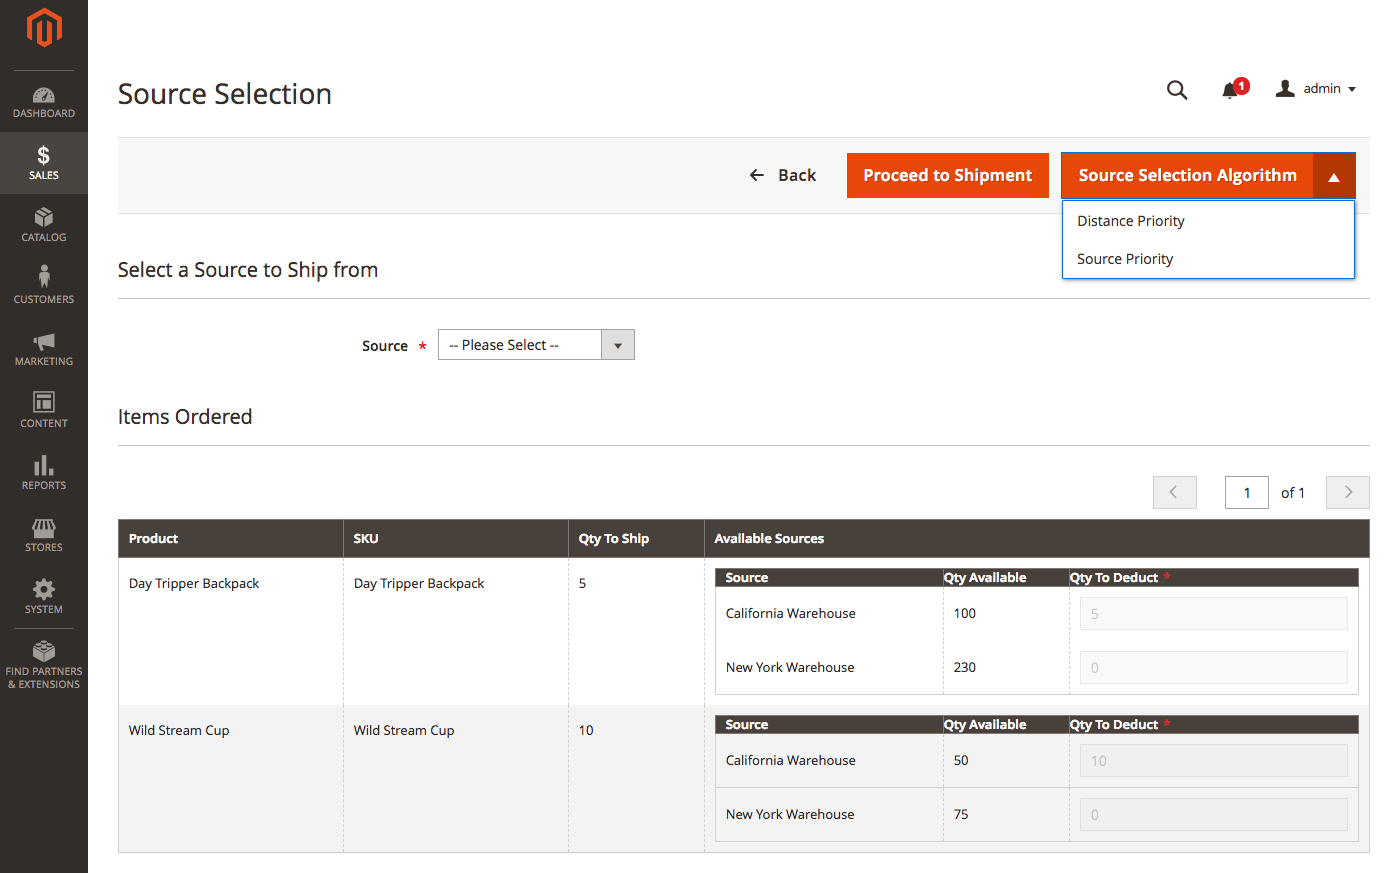 DASHBOARD
SALES
CATALOG
CUSTOMERS
MARKETING
CONTENT
REPORTS
STORES
SYSTEM
FIND PARTNERS
& EXTENSIONS
Source Selection
1
admin
Back
Proceed to Shipment
Source Selection Algorithm
Distance Priority
Source Priority
Select a Source to Ship from
Source *
-- Please Select --
Items Ordered
1 of 1
Product SKU Qty To Ship Available Sources
Day Tripper Backpack Day Tripper Backpack 5
Source Qty Available Qty To Deduct *
California Warehouse 100 5
New York Warehouse 230 0
Wild Stream Cup Wild Stream Cup 10
Source Qty Available Qty To Deduct *
California Warehouse 50 10
New York Warehouse 75 0